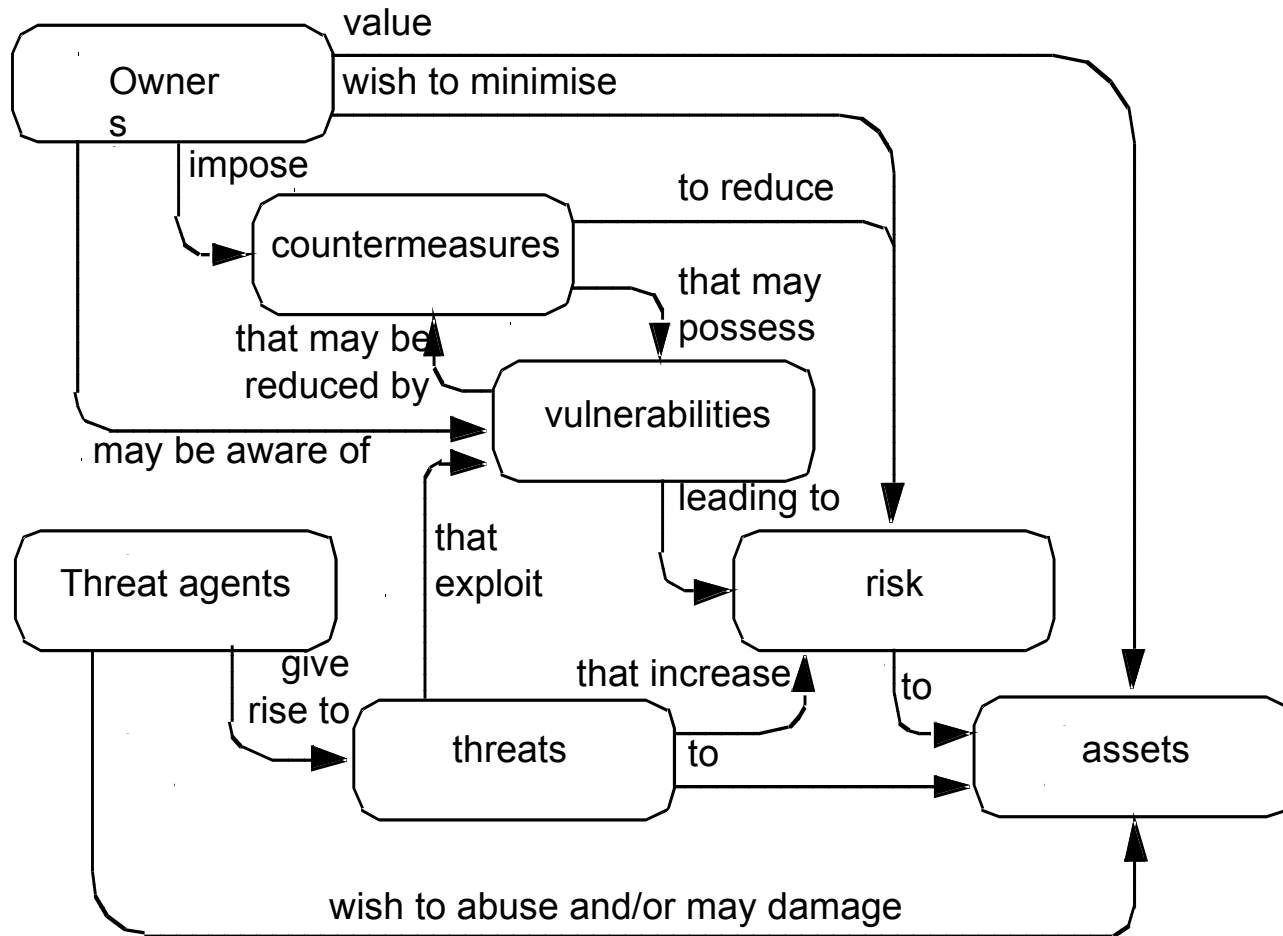 value
Owner
s
wish to minimise
impose
to reduce
countermeasures
that may
possess
that may be
reduced by
vulnerabilities
may be aware of
leading to
that
exploit
Threat agents
risk
give
rise to
that increase
to
threats
to
assets
wish to abuse and/or may damage